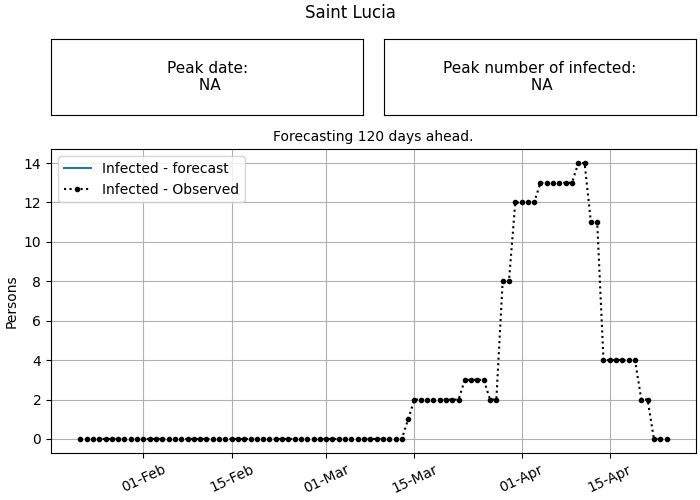 Saint Lucia
Peak date:
NA
Peak number of infected:
NA
Forecasting 120 days ahead.
Infected - forecast
Infected - Observed
Persons
14
12
10
8
6
4
2
0
01-Feb
15-Feb
01-Mar
15-Mar
01-Apr
15-Apr